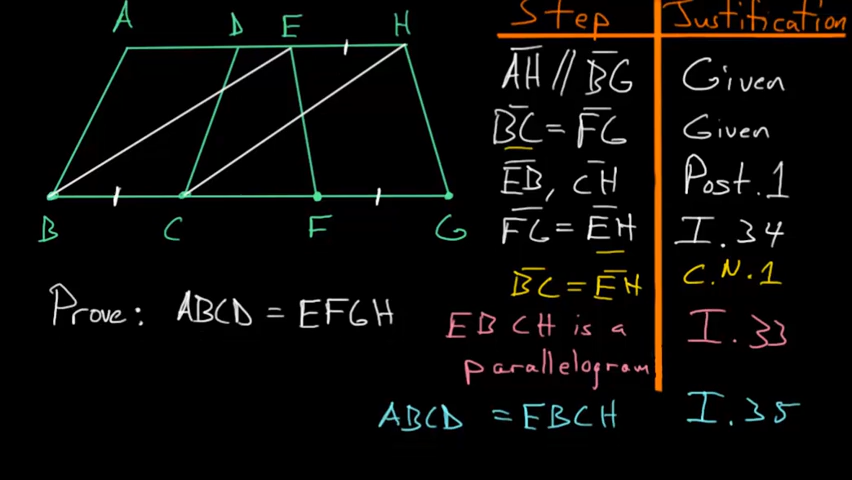 Step Justification
A D E H
AH // BG Given
BC = FG Given
EB, CH Post. 1
B C F G
FG = EH I. 34
BC = EH C.N. 1
Prove: ABCD = EFGH
EBCH is a I. 33
parallelogram
ABCD = EBCH I. 35